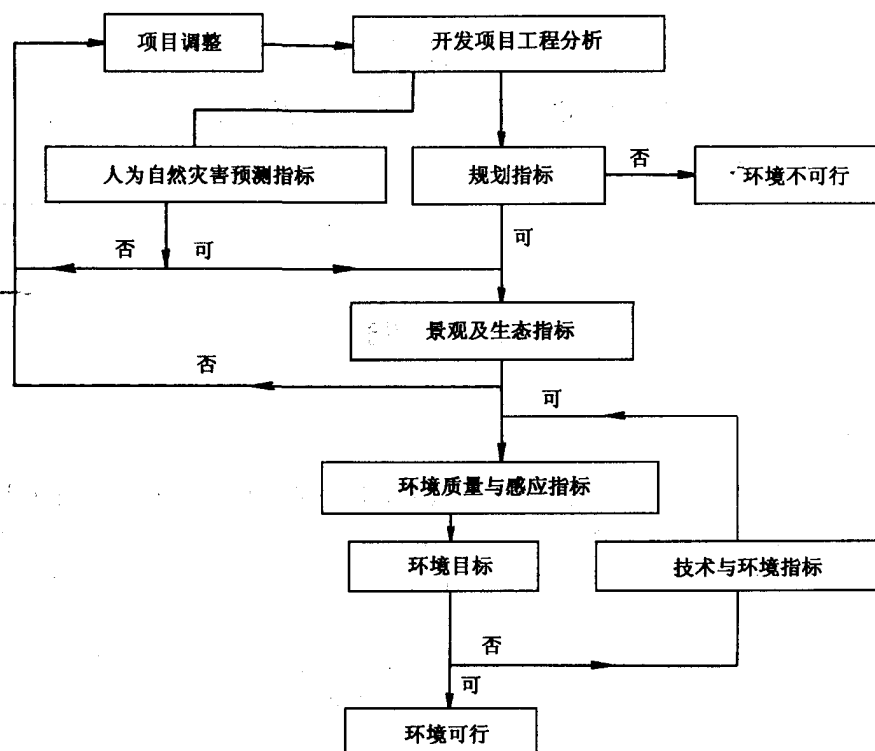 项目调整
开发项目工程分析
人为自然灾害预测指标
规划指标
否
环境不可行
否
可
可
景观及生态指标
否
可
环境质量与感应指标
环境目标
技术与环境指标
否
可
环境可行